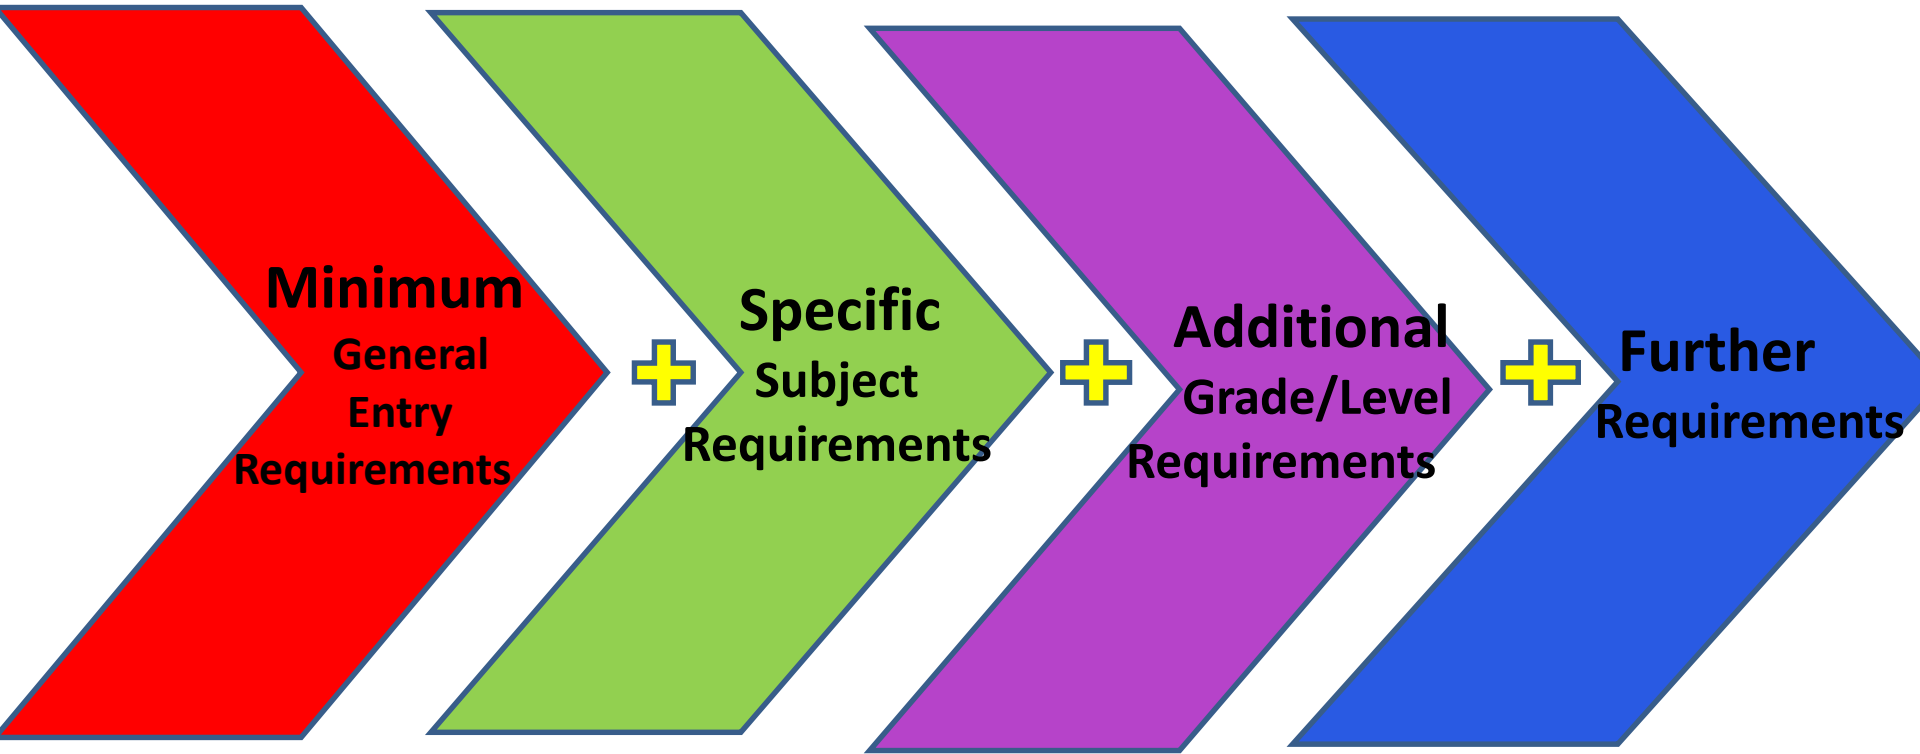 Minimum
General
Entry
Requirements
Specific
Subject
Requirements
Additional
Grade/Level
Requirements
Further
Requirements